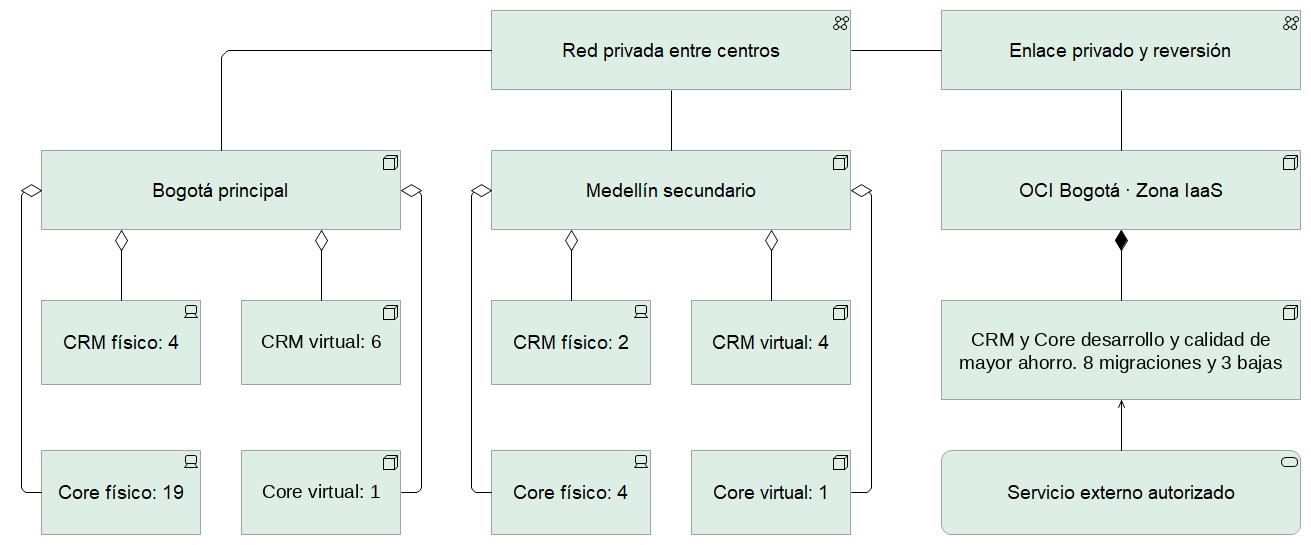 Red privada entre centros
Enlace privado y reversión
Bogotá principal
Medellín secundario
OCI Bogotá · Zona IaaS
CRM físico: 4
CRM virtual: 6
CRM físico: 2
CRM virtual: 4
CRM y Core desarrollo y calidad de
mayor ahorro. 8 migraciones y 3 bajas
Core físico: 19
Core virtual: 1
Core físico: 4
Core virtual: 1
Servicio externo autorizado